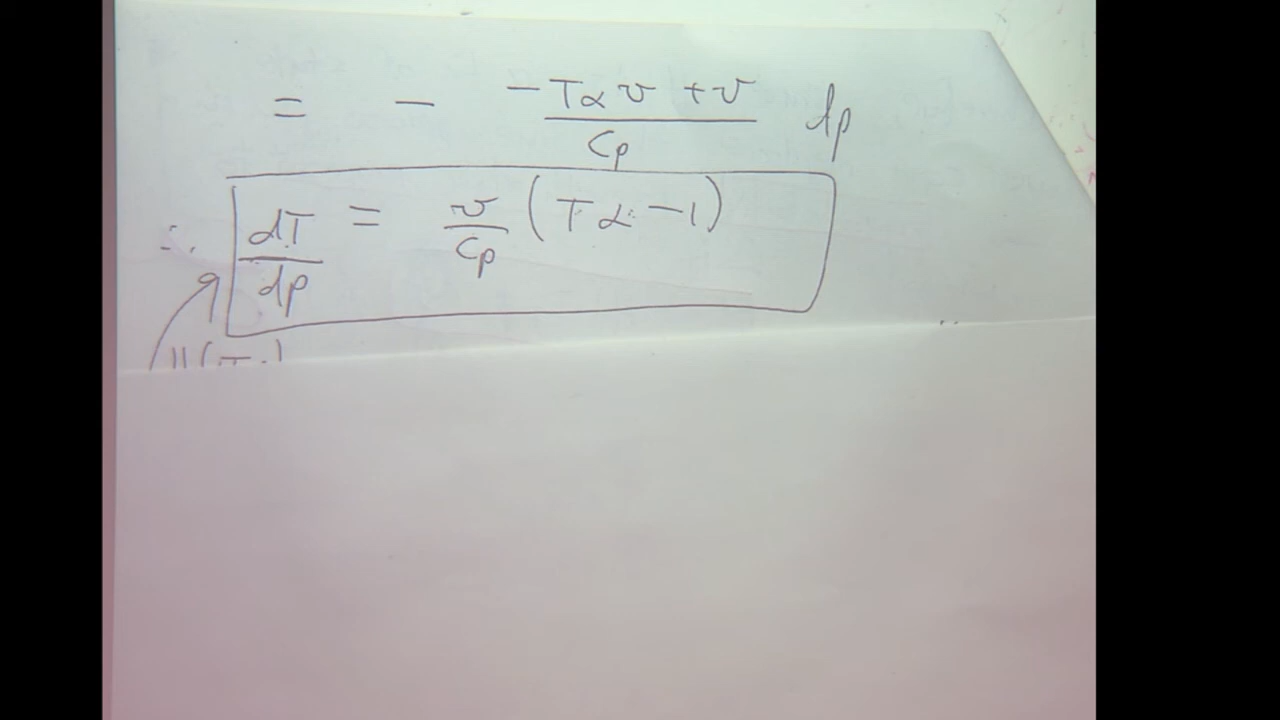 = - (-Tαv + v)/Cp dp
∴ dT/dp = v/Cp (Tα - 1)